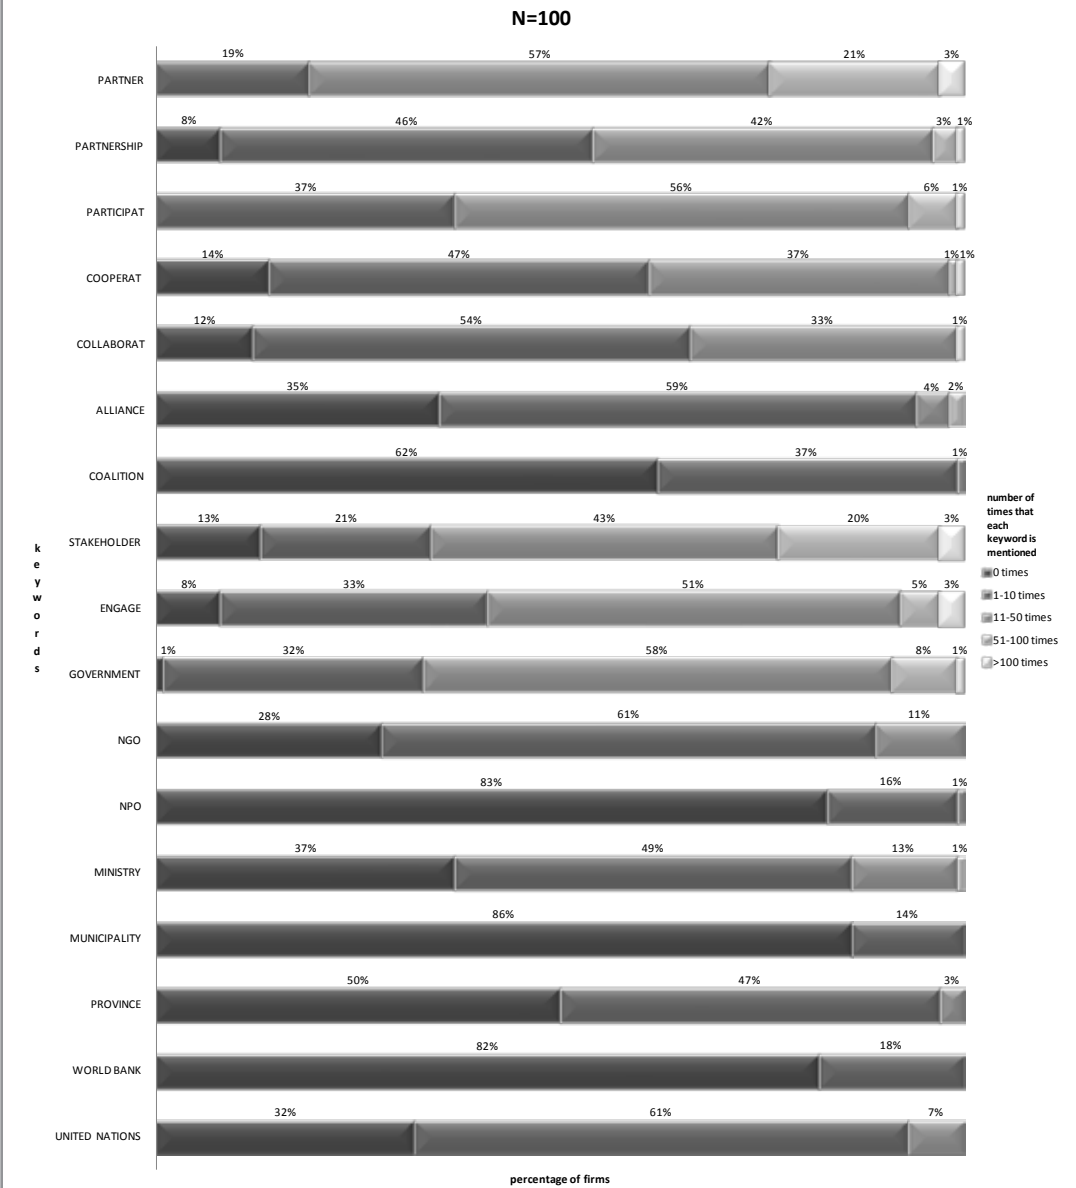 N=100
19% 57% 21% 3%
PARTNER
8% 46% 42% 3% 1%
PARTNERSHIP
37% 56% 6% 1%
PARTICIPAT
14% 47% 37% 1% 1%
COOPERAT
12% 54% 33% 1%
COLLABORAT
35% 59% 4% 2%
ALLIANCE
62% 37% 1%
COALITION
13% 21% 43% 20% 3%
STAKEHOLDER
8% 33% 51% 5% 3%
ENGAGE
1% 32% 58% 8% 1%
GOVERNMENT
28% 61% 11%
NGO
83% 16% 1%
NPO
37% 49% 13% 1%
MINISTRY
86% 14%
MUNICIPALITY
50% 47% 3%
PROVINCE
82% 18%
WORLD BANK
32% 61% 7%
UNITED NATIONS
percentage of firms
k
e
y
w
o
r
d
s
number of
times that
each
keyword is
mentioned
0 times
1-10 times
11-50 times
51-100 times
>100 times